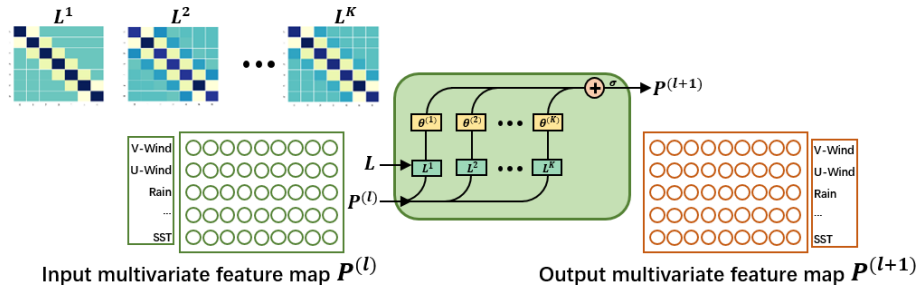 L¹ L² ••• Lᴷ
θ⁽¹⁾ θ⁽²⁾ ••• θ⁽ᴷ⁾ + σ P⁽ˡ⁺¹⁾
L L¹ L² ••• Lᴷ
P⁽ˡ⁾
V-Wind
U-Wind
Rain
...
SST
Input multivariate feature map P⁽ˡ⁾
V-Wind
U-Wind
Rain
...
SST
Output multivariate feature map P⁽ˡ⁺¹⁾